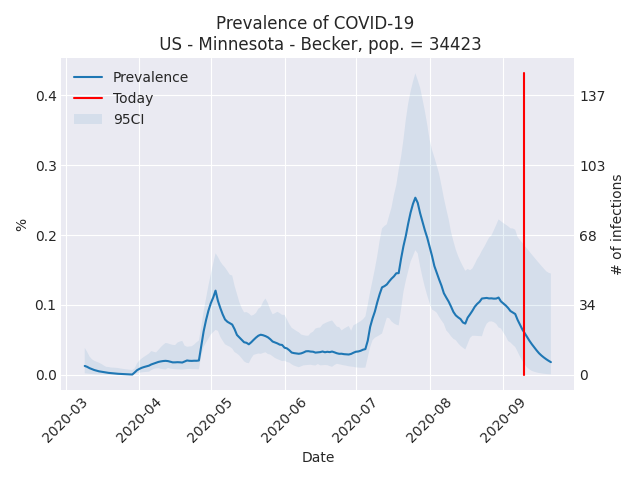 Prevalence of COVID-19
US - Minnesota - Becker, pop. = 34423
Prevalence
Today
95CI
0.4
0.3
0.2
0.1
0.0
%
137
103
68
34
0
# of infections
2020-03
2020-04
2020-05
2020-06
2020-07
2020-08
2020-09
Date